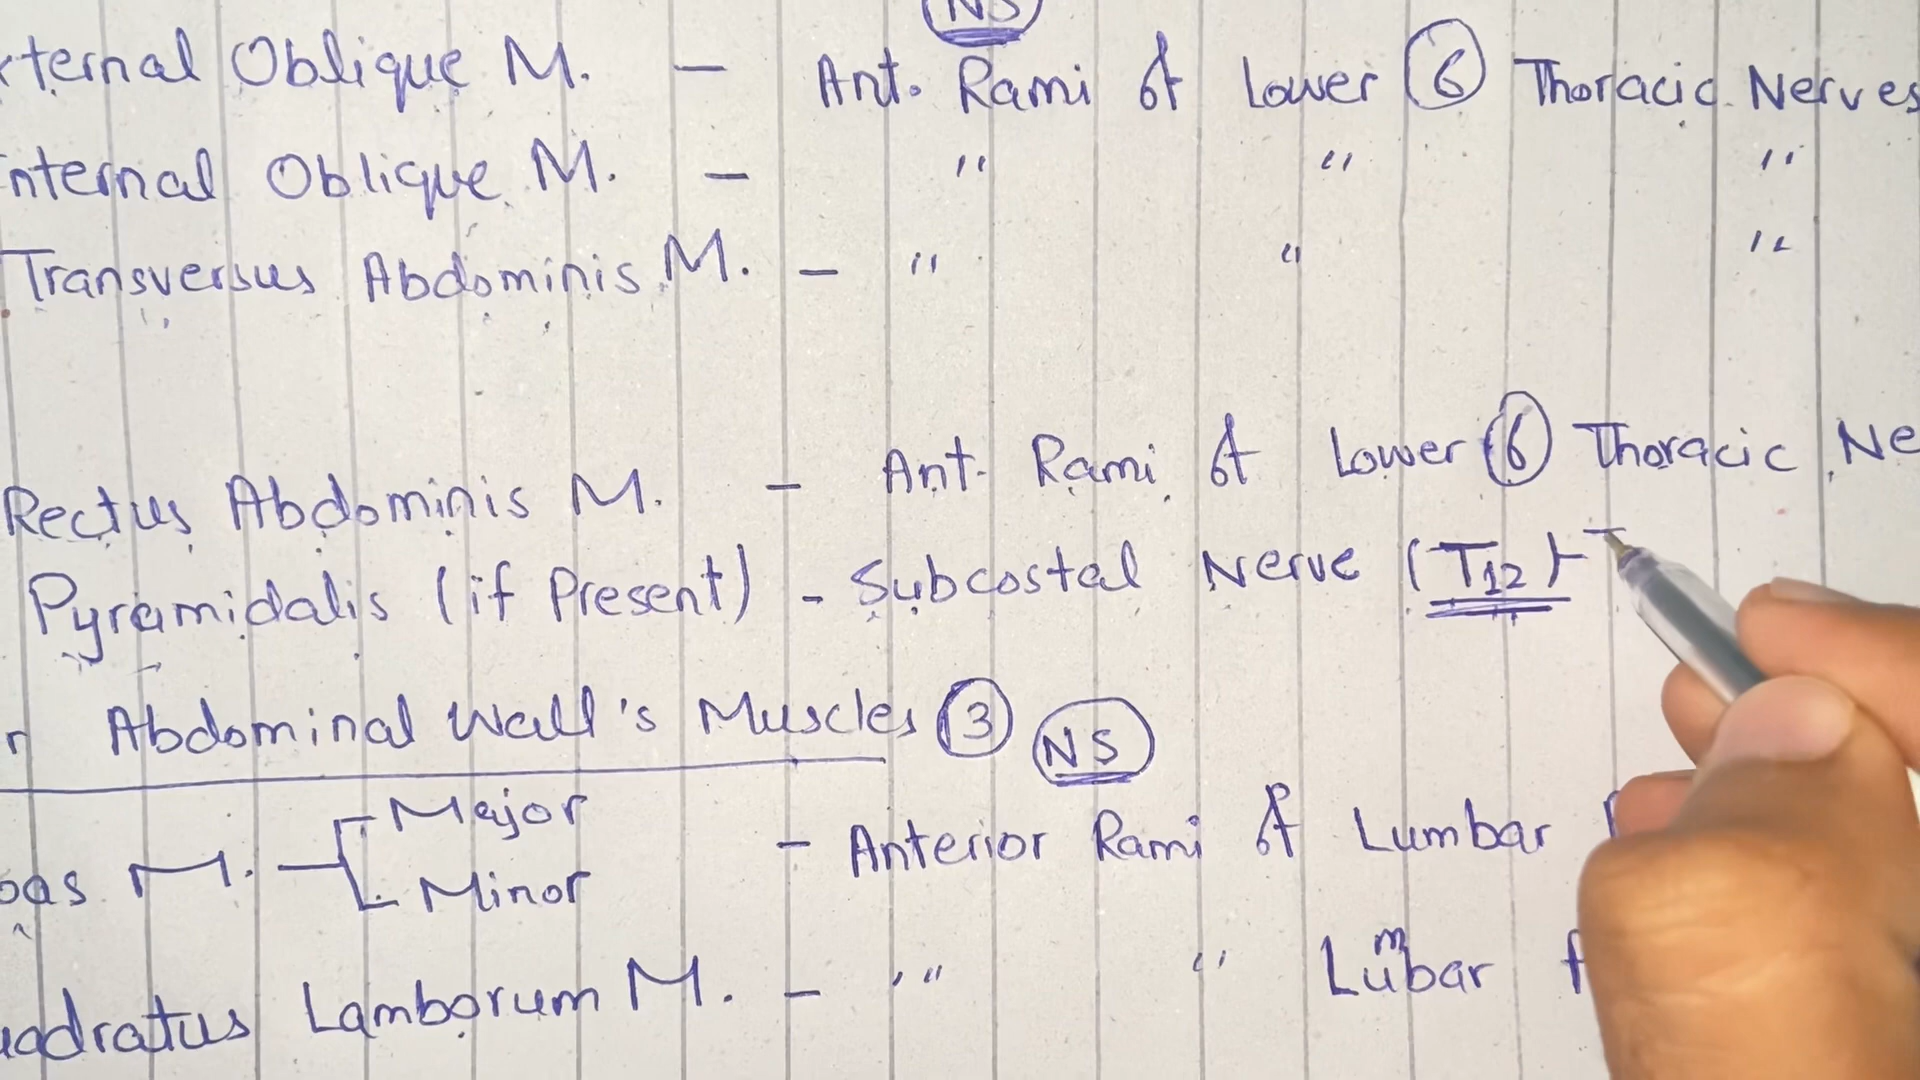 NS
xternal Oblique M. – Ant. Rami of Lower 6 Thoracic Nerves
Internal Oblique M. – " " "
Transversus Abdominis M. – " " "
Rectus Abdominis M. – Ant. Rami of Lower 6 Thoracic Ne
Pyramidalis (if Present) – Subcostal Nerve (T12) – T
r Abdominal Wall's Muscles 3 NS
oas M. – Major
Minor
– Anterior Rami of Lumbar
uadratus Lamborum M. – " " Lumbar